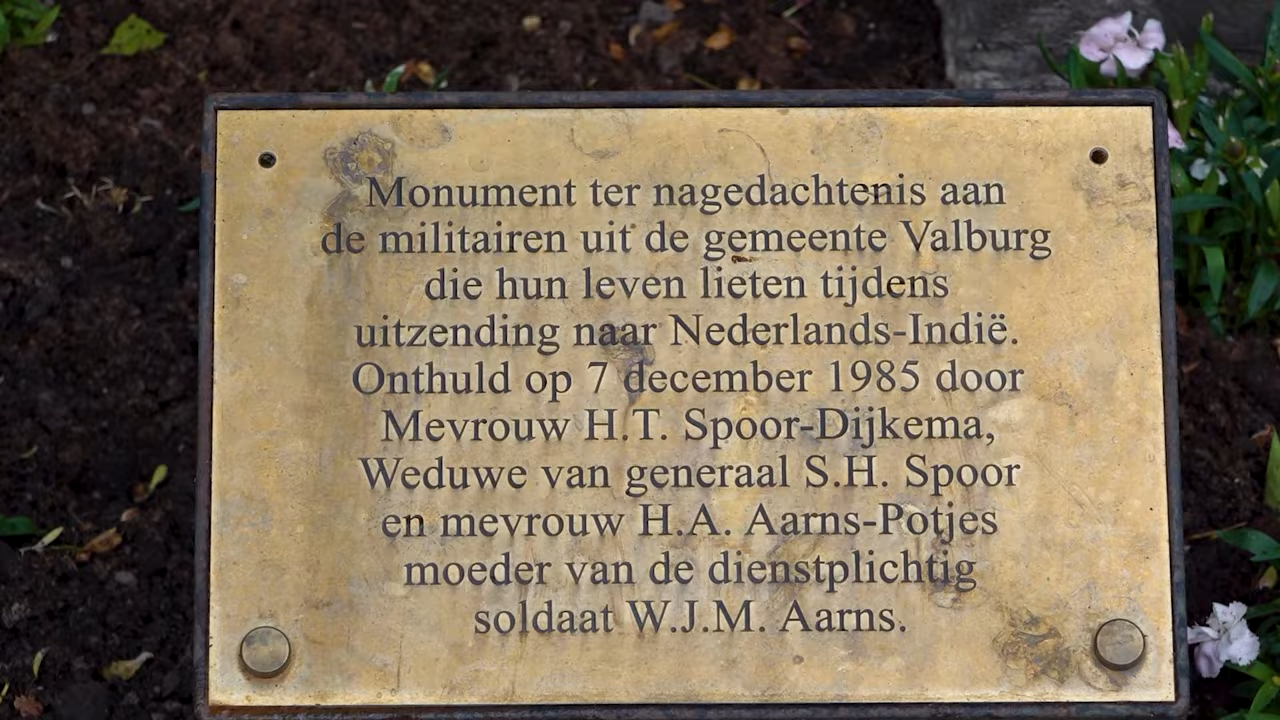 Monument ter nagedachtenis aan
de militairen uit de gemeente Valburg
die hun leven lieten tijdens
uitzending naar Nederlands-Indië.
Onthuld op 7 december 1985 door
Mevrouw H.T. Spoor-Dijkema,
Weduwe van generaal S.H. Spoor
en mevrouw H.A. Aarns-Potjes
moeder van de dienstplichtig
soldaat W.J.M. Aarns.